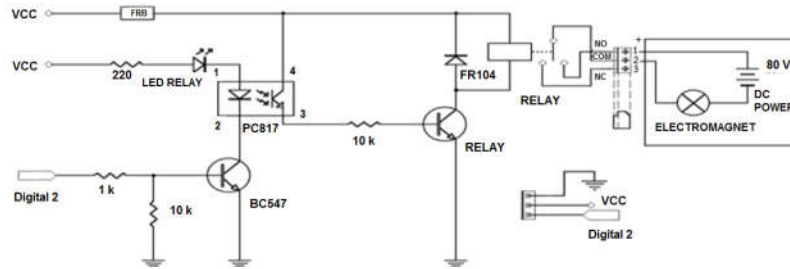 VCC
FRB
VCC
220
LED RELAY
1
4
2
3
PC817
10 k
FR104
RELAY
NO
COM
NC
RELAY
+
1
2
3
80 V
DC
POWER
ELECTROMAGNET
Digital 2
1 k
10 k
BC547
VCC
Digital 2